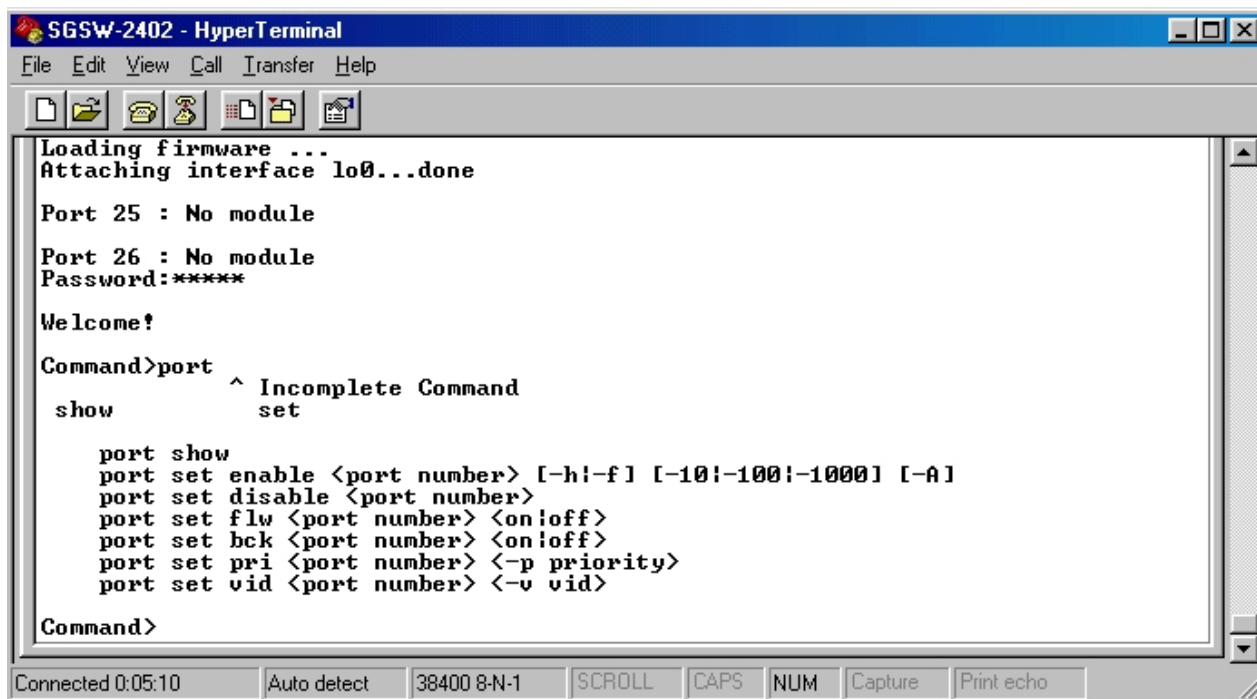 SGSW-2402 - HyperTerminal
File Edit View Call Transfer Help
Loading firmware ...
Attaching interface lo0...done
Port 25 : No module
Port 26 : No module
Password:*****
Welcome!
Command>port
^ Incomplete Command
show set
port show
port set enable <port number> [-h|-f] [-10|-100|-1000] [-A]
port set disable <port number>
port set flw <port number> <on|off>
port set bck <port number> <on|off>
port set pri <port number> <-p priority>
port set vid <port number> <-v vid>
Command>
Connected 0:05:10 Auto detect 38400 8-N-1 SCROLL CAPS NUM Capture Print echo